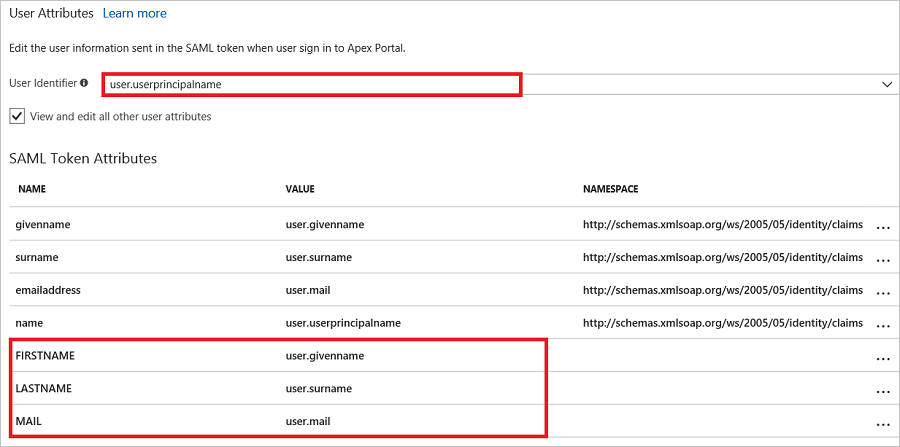 User Attributes Learn more
Edit the user information sent in the SAML token when user sign in to Apex Portal.
User Identifier user.userprincipalname
View and edit all other user attributes
SAML Token Attributes
NAME VALUE NAMESPACE
givenname user.givenname http://schemas.xmlsoap.org/ws/2005/05/identity/claims ...
surname user.surname http://schemas.xmlsoap.org/ws/2005/05/identity/claims ...
emailaddress user.mail http://schemas.xmlsoap.org/ws/2005/05/identity/claims ...
name user.userprincipalname http://schemas.xmlsoap.org/ws/2005/05/identity/claims ...
FIRSTNAME user.givenname ...
LASTNAME user.surname ...
MAIL user.mail ...